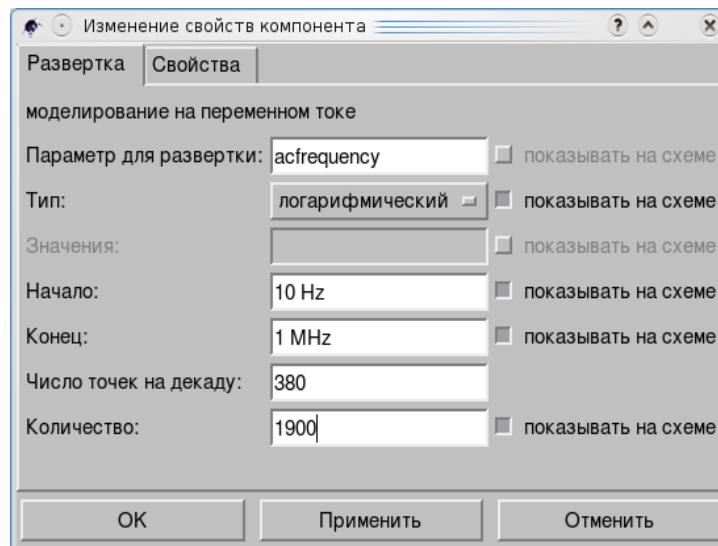 Изменение свойств компонента
Развертка Свойства
моделирование на переменном токе
Параметр для развертки: acfrequency показывать на схеме
Тип: логарифмический показывать на схеме
Значения: показывать на схеме
Начало: 10 Hz показывать на схеме
Конец: 1 MHz показывать на схеме
Число точек на декаду: 380
Количество: 1900 показывать на схеме
OK Применить Отменить